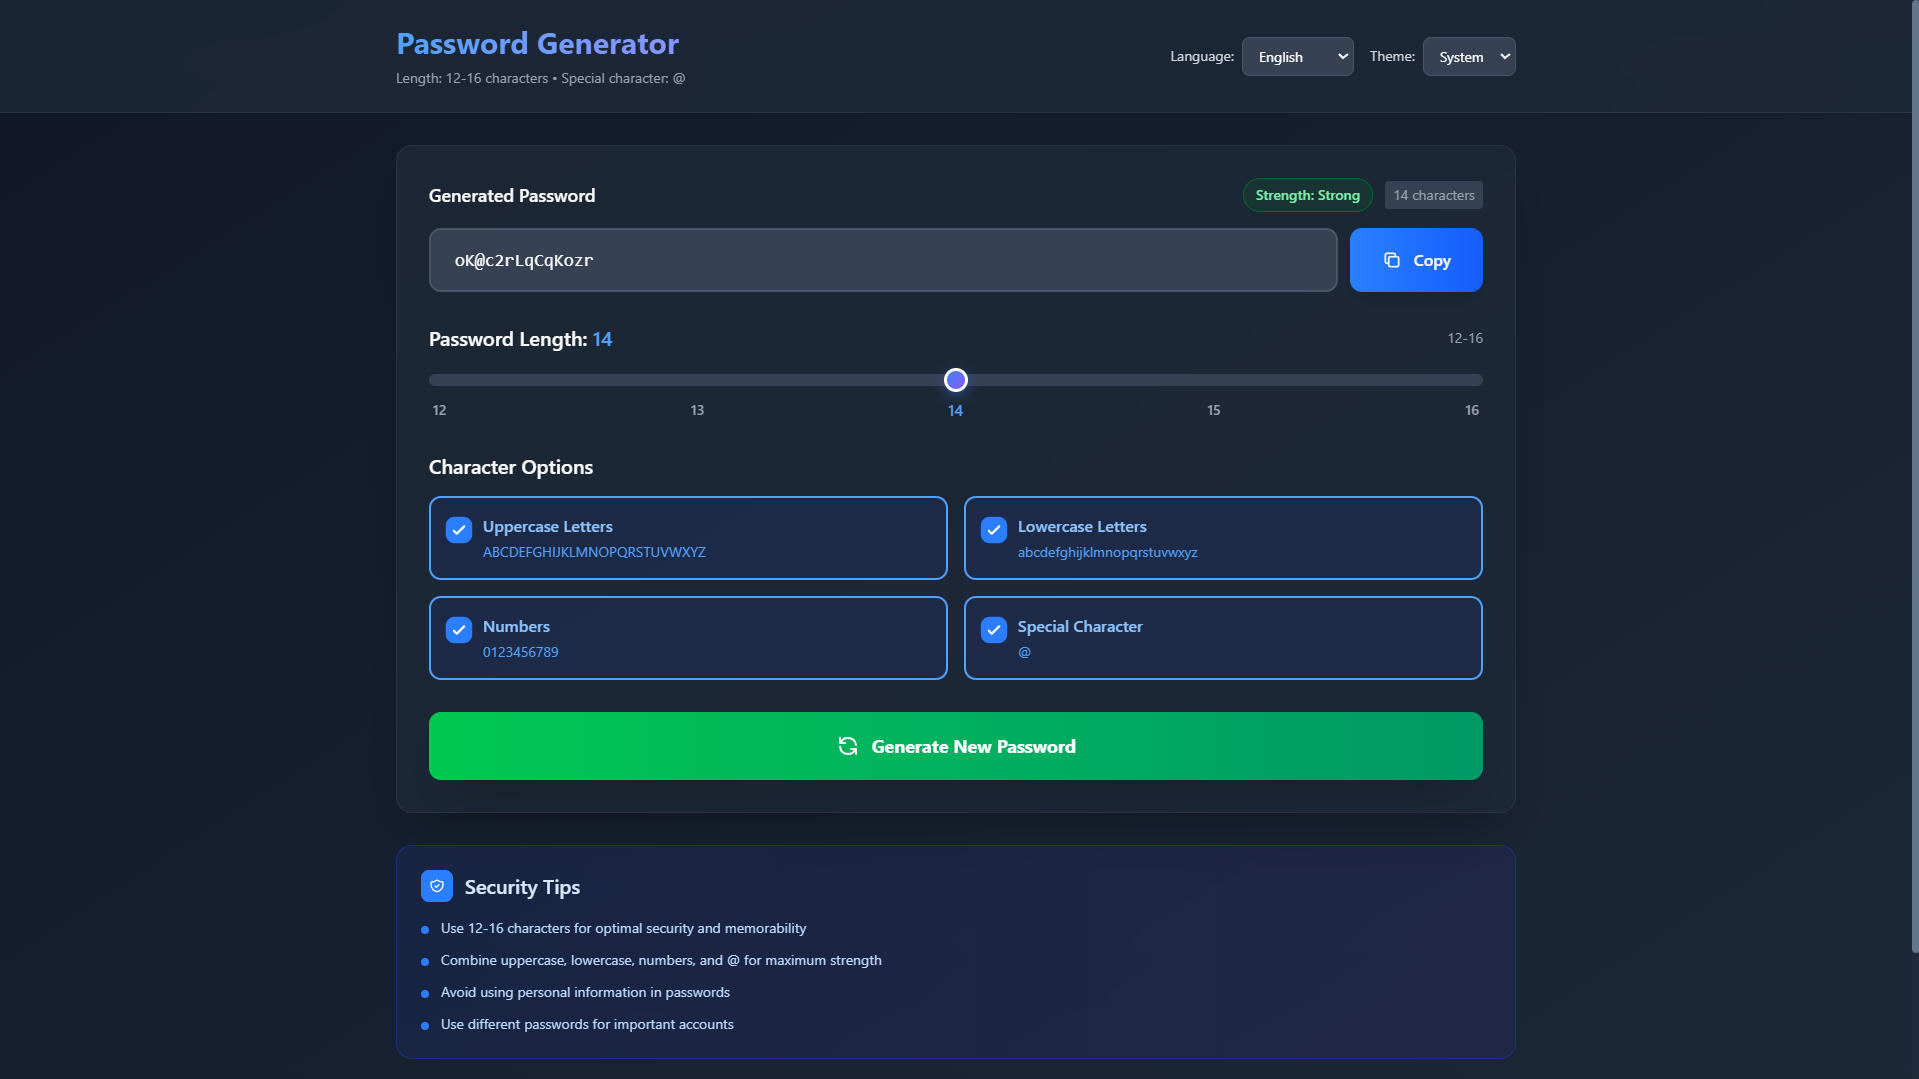 Password Generator
Length: 12-16 characters • Special character: @
Language: English Theme: System
Generated Password
Strength: Strong 14 characters
oK@c2rLqCqKozr
Copy
Password Length: 14
12-16
12 13 14 15 16
Character Options
Uppercase Letters
ABCDEFGHIJKLMNOPQRSTUVWXYZ
Lowercase Letters
abcdefghijklmnopqrstuvwxyz
Numbers
0123456789
Special Character
@
Generate New Password
Security Tips
Use 12-16 characters for optimal security and memorability
Combine uppercase, lowercase, numbers, and @ for maximum strength
Avoid using personal information in passwords
Use different passwords for important accounts